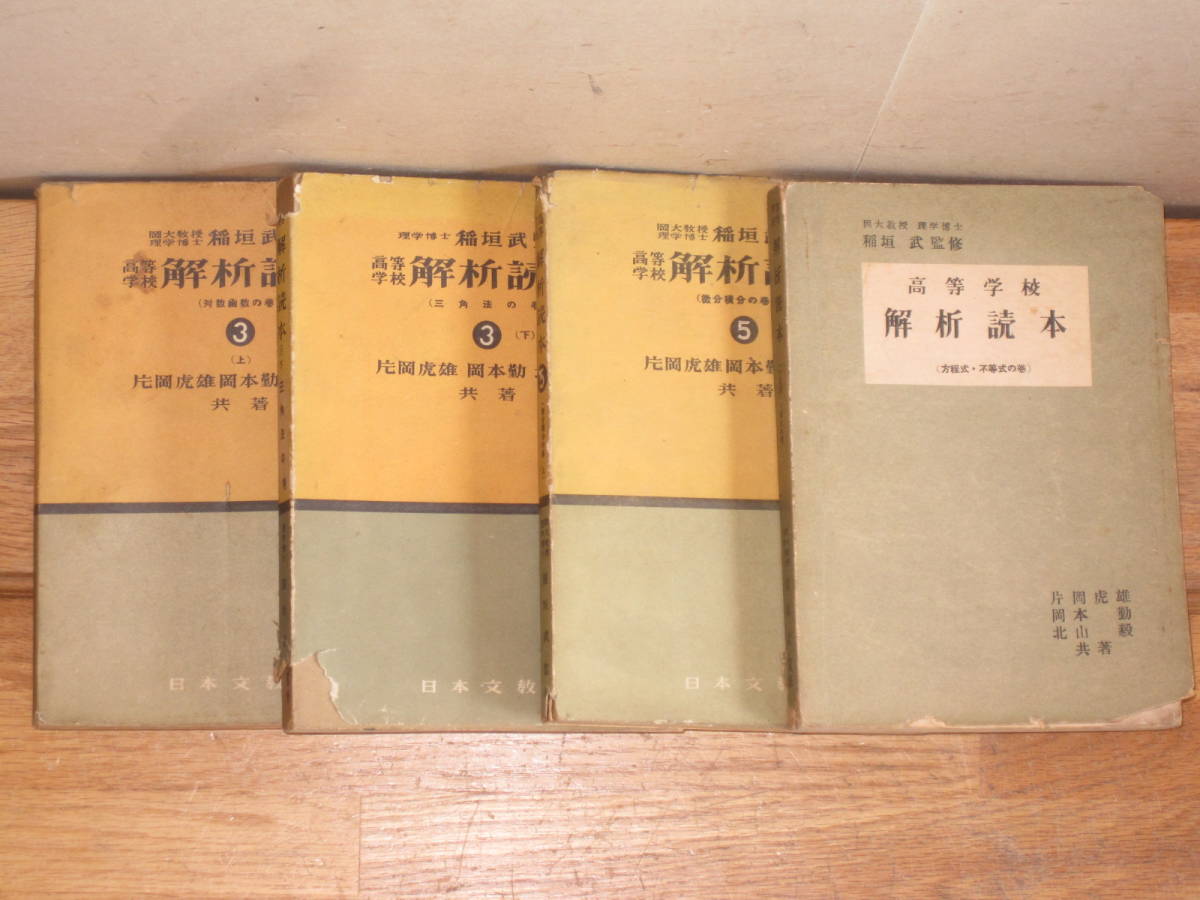 岡大教授
理学博士
稲垣武
高等
学校
解析読
(対数函数の巻
3
(上)
片岡虎雄 岡本勤
共著
日本文教
理学博士 稲垣武
高等
学校
解析読
(三角法の巻
3 (下)
片岡虎雄 岡本勤
共著
日本文教
岡大教授
理学博士
稲垣武
高等
学校
解析読
(微分積分の巻
5
片岡虎雄 岡本勤
共著
日本文
岡大教授 理学博士
稲垣 武監修
高等学校
解析読本
(方程式・不等式の巻)
片岡虎雄
岡本勤
北山毅
共著